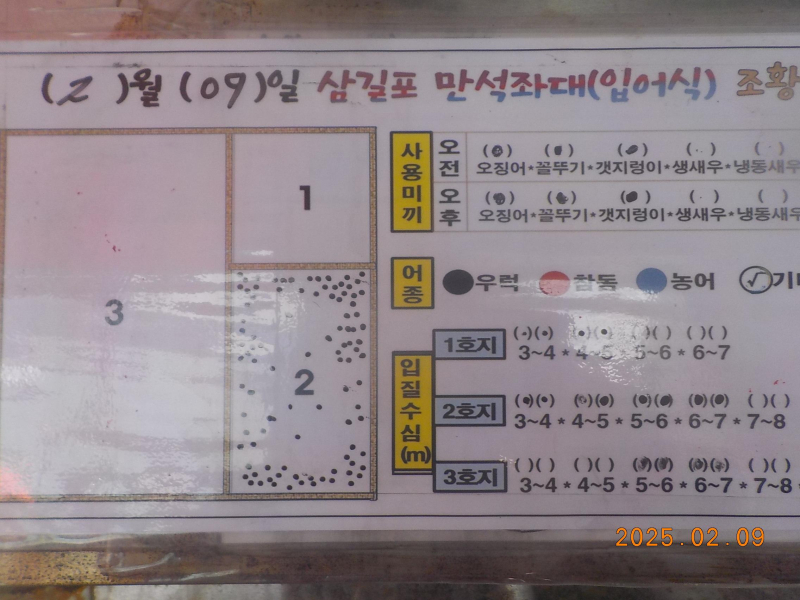 ( 2 )월 ( 09 )일 삼길포 만석좌대(입어식) 조황
1
2
3
사용미끼
오전
( ) ( ) ( ) ( ) ( )
오징어*꼴뚜기*갯지렁이*생새우*냉동새우
오후
( ) ( ) ( ) ( ) ( )
오징어*꼴뚜기*갯지렁이*생새우*냉동새우
어종
우럭 참돔 농어 기
입질수심(m)
1호지
( )( ) ( )( ) ( )( ) ( )( )
3~4 * 4~5 * 5~6 * 6~7
2호지
( )( ) ( )( ) ( )( ) ( )( ) ( )( )
3~4 * 4~5 * 5~6 * 6~7 * 7~8
3호지
( )( ) ( )( ) ( )( ) ( )( ) ( )( )
3~4 * 4~5 * 5~6 * 6~7 * 7~8 *
2025.02.09